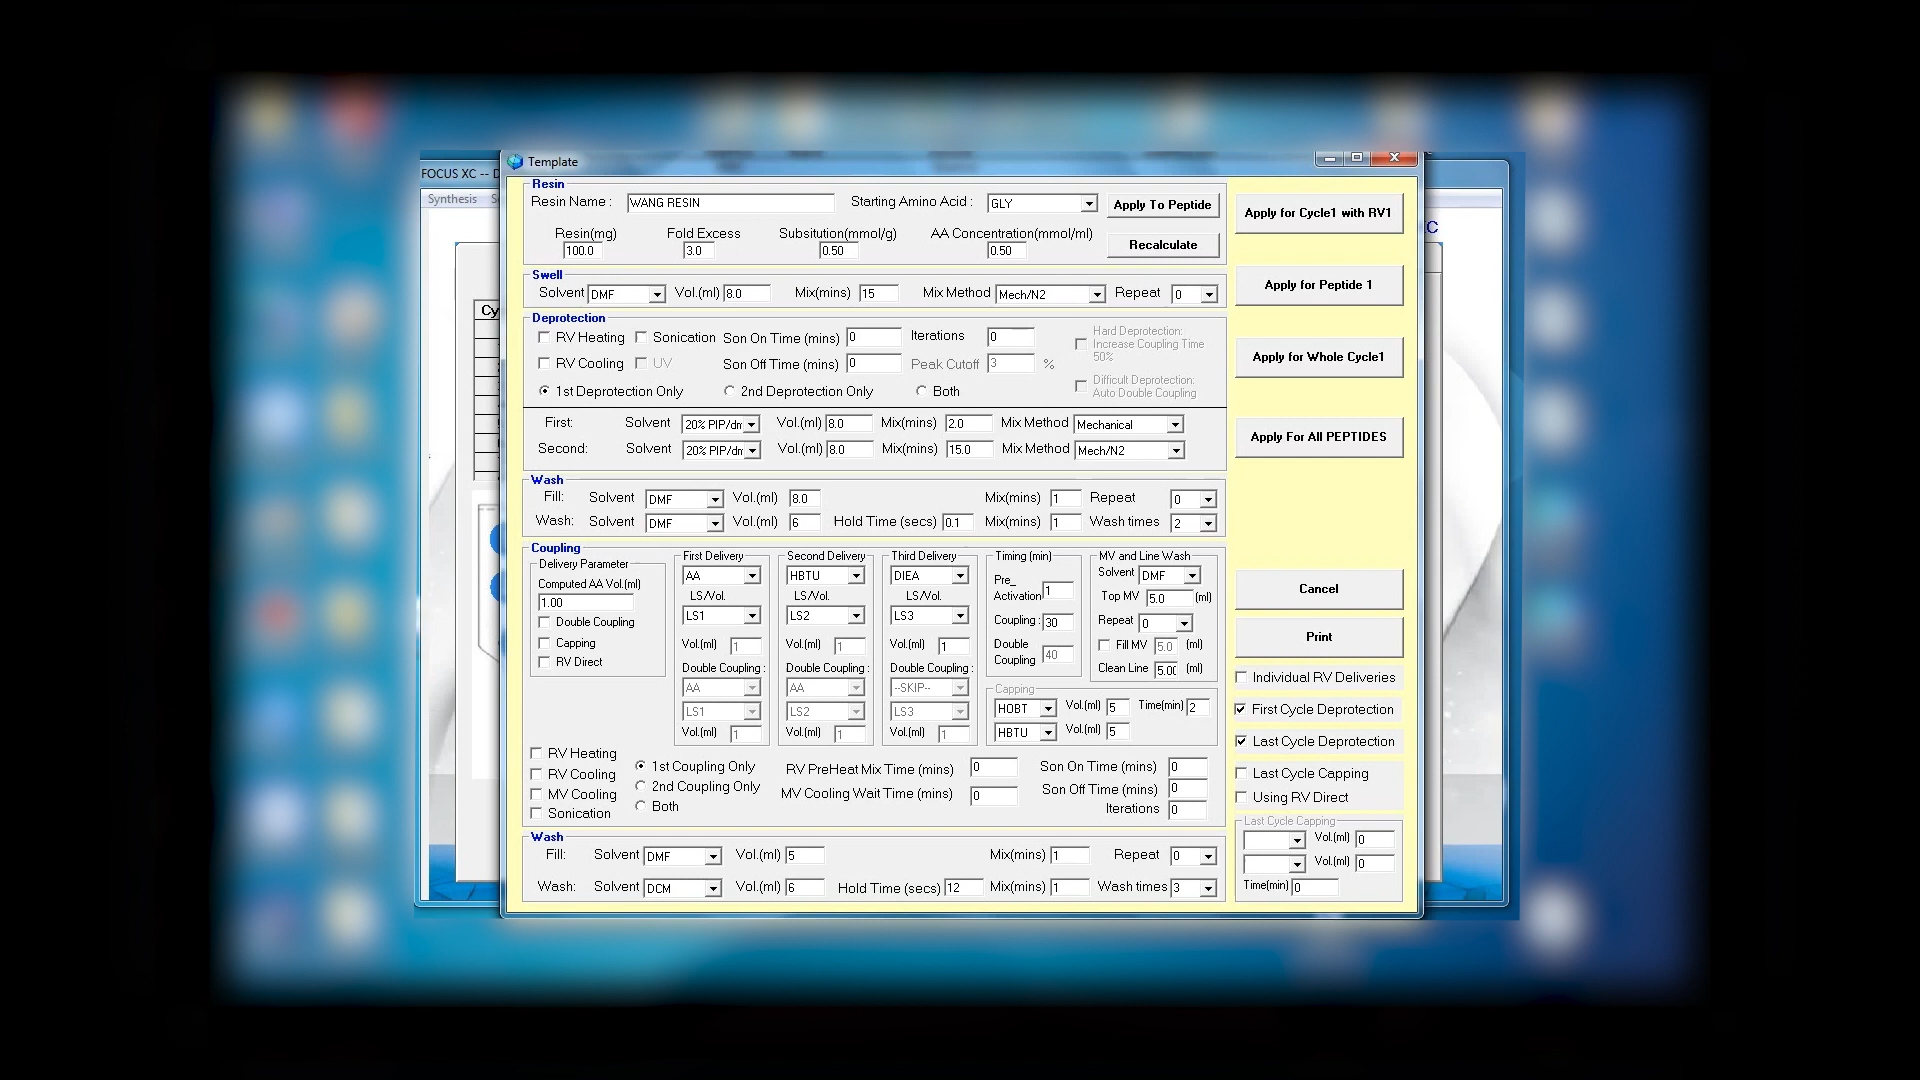 Template
FOCUS XC -- D
Synthesis S
C
Cy
Resin
Resin Name : WANG RESIN Starting Amino Acid : GLY Apply To Peptide
Resin(mg) Fold Excess Subsitution(mmol/g) AA Concentration(mmol/ml)
100.0 3.0 0.50 0.50 Recalculate
Swell
Solvent DMF Vol.(ml) 8.0 Mix(mins) 15 Mix Method Mech/N2 Repeat 0
Deprotection
RV Heating Sonication Son On Time (mins) 0 Iterations 0
Hard Deprotection:
Increase Coupling Time
50%
RV Cooling UV Son Off Time (mins) 0 Peak Cutoff 3 %
Difficult Deprotection:
Auto Double Coupling
1st Deprotection Only 2nd Deprotection Only Both
First: Solvent 20% PIP/dm Vol.(ml) 8.0 Mix(mins) 2.0 Mix Method Mechanical
Second: Solvent 20% PIP/dm Vol.(ml) 8.0 Mix(mins) 15.0 Mix Method Mech/N2
Wash
Fill: Solvent DMF Vol.(ml) 8.0 Mix(mins) 1 Repeat 0
Wash: Solvent DMF Vol.(ml) 6 Hold Time (secs) 0.1 Mix(mins) 1 Wash times 2
Coupling
Delivery Parameter
Computed AA Vol.(ml)
1.00
Double Coupling
Capping
RV Direct
First Delivery
AA
LS/Vol.
LS1
Vol.(ml) 1
Double Coupling :
AA
LS1
Vol.(ml) 1
Second Delivery
HBTU
LS/Vol.
LS2
Vol.(ml) 1
Double Coupling :
AA
LS2
Vol.(ml) 1
Third Delivery
DIEA
LS/Vol.
LS3
Vol.(ml) 1
Double Coupling :
--SKIP--
LS3
Vol.(ml) 1
Timing (min)
Pre_
Activation 1
Coupling : 30
Double
Coupling 40
MV and Line Wash
Solvent DMF
Top MV 5.0 (ml)
Repeat 0
Fill MV 5.0 (ml)
Clean Line 5.00 (ml)
Capping
HOBT Vol.(ml) 5 Time(min) 2
HBTU Vol.(ml) 5
RV Heating
RV Cooling
MV Cooling
Sonication
1st Coupling Only
2nd Coupling Only
Both
RV PreHeat Mix Time (mins) 0
MV Cooling Wait Time (mins) 0
Son On Time (mins) 0
Son Off Time (mins) 0
Iterations 0
Wash
Fill: Solvent DMF Vol.(ml) 5 Mix(mins) 1 Repeat 0
Wash: Solvent DCM Vol.(ml) 6 Hold Time (secs) 12 Mix(mins) 1 Wash times 3
Apply for Cycle1 with RV1
Apply for Peptide 1
Apply for Whole Cycle1
Apply For All PEPTIDES
Cancel
Print
Individual RV Deliveries
First Cycle Deprotection
Last Cycle Deprotection
Last Cycle Capping
Using RV Direct
Last Cycle Capping
Vol.(ml) 0
Vol.(ml) 0
Time(min) 0